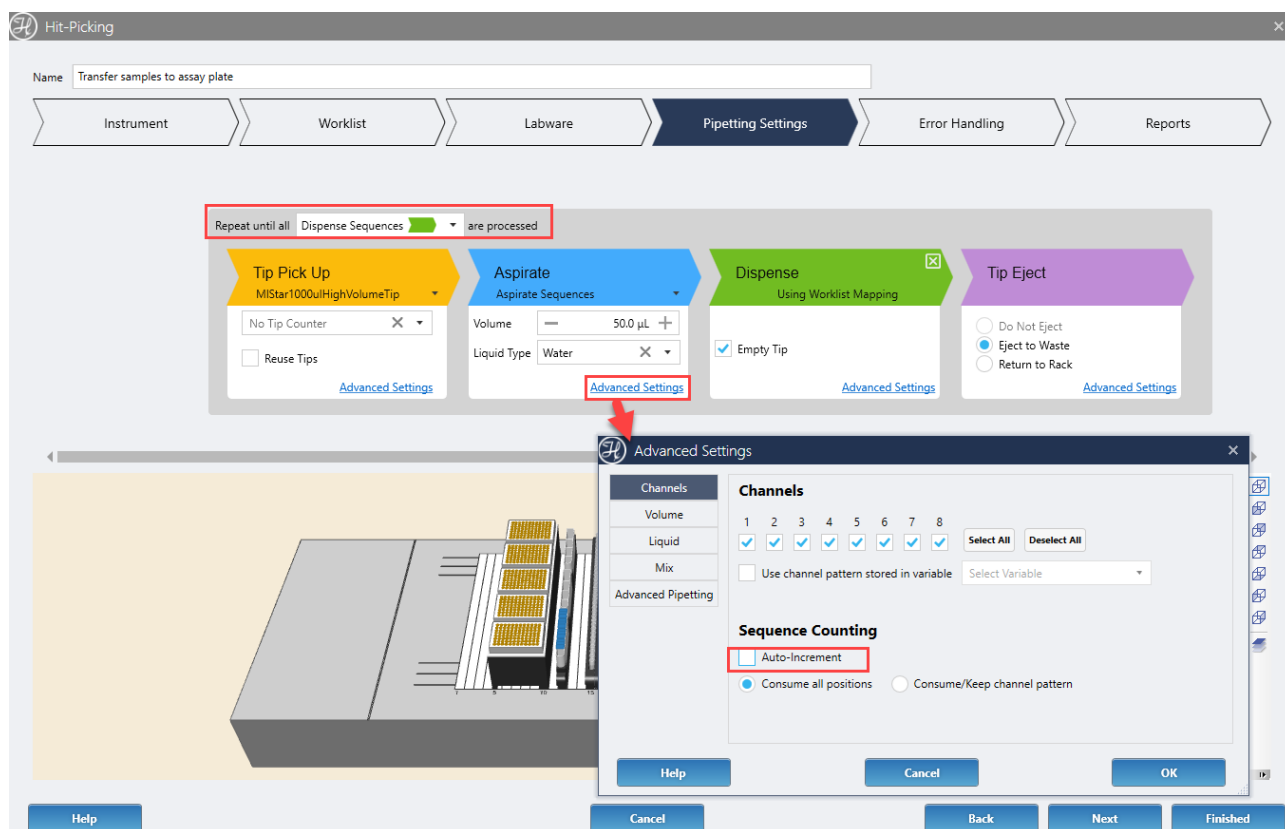 Hit-Picking
Name Transfer samples to assay plate
Instrument Worklist Labware Pipetting Settings Error Handling Reports
Repeat until all Dispense Sequences are processed
Tip Pick Up
MlStar1000ulHighVolumeTip
No Tip Counter
Reuse Tips
Advanced Settings
Aspirate
Aspirate Sequences
Volume 50.0 µL
Liquid Type Water
Advanced Settings
Dispense
Using Worklist Mapping
Empty Tip
Advanced Settings
Tip Eject
Do Not Eject
Eject to Waste
Return to Rack
Advanced Settings
Advanced Settings
Channels
Volume
Liquid
Mix
Advanced Pipetting
Channels
1 2 3 4 5 6 7 8
Select All Deselect All
Use channel pattern stored in variable Select Variable
Sequence Counting
Auto-Increment
Consume all positions Consume/Keep channel pattern
Help Cancel OK
Help Cancel Back Next Finished